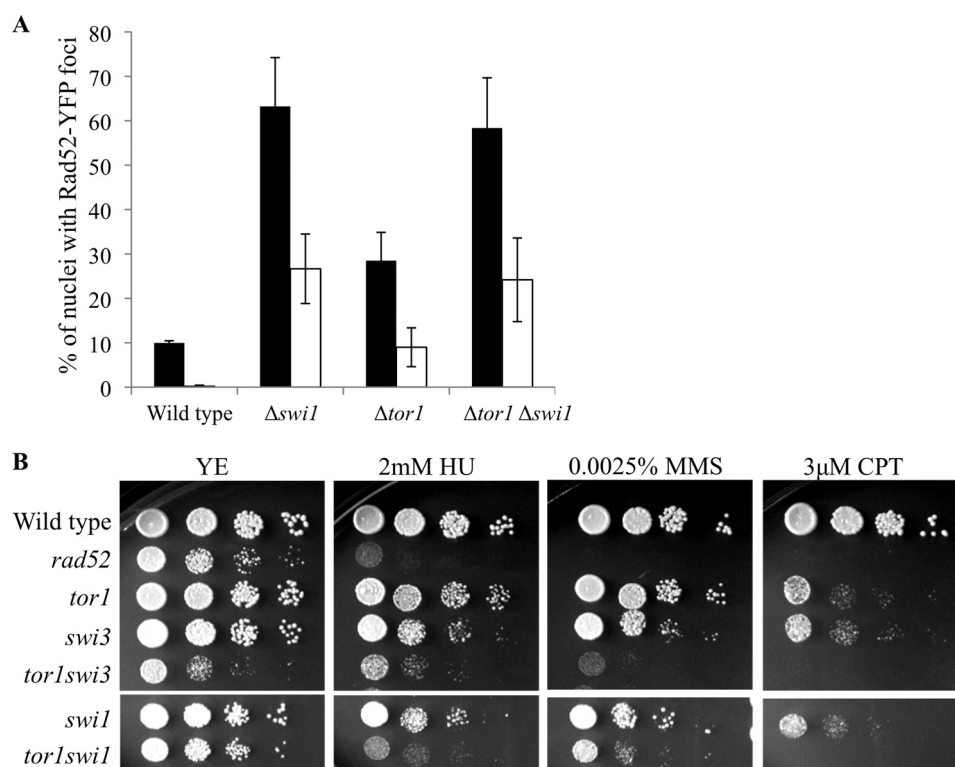 A
% of nuclei with Rad52-YFP foci
80
70
60
50
40
30
20
10
0
Wild type
Δswi1
Δtor1
Δtor1 Δswi1
B
YE
2mM HU
0.0025% MMS
3µM CPT
Wild type
rad52
tor1
swi3
tor1swi3
swi1
tor1swi1